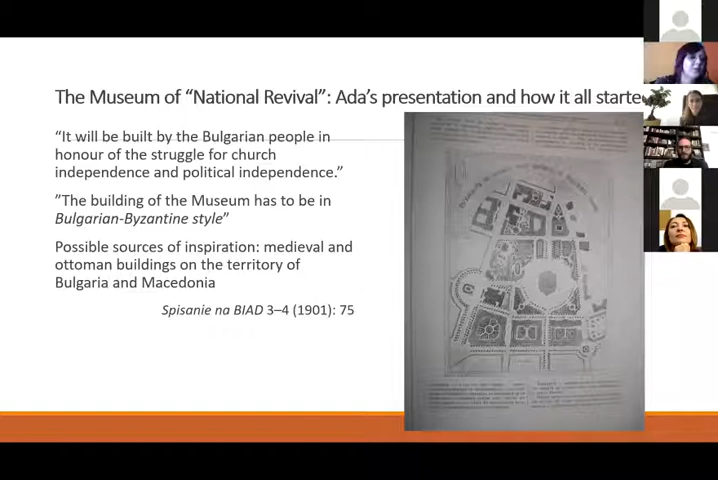 The Museum of “National Revival”: Ada’s presentation and how it all starte
“It will be built by the Bulgarian people in
honour of the struggle for church
independence and political independence.”
”The building of the Museum has to be in
Bulgarian-Byzantine style”
Possible sources of inspiration: medieval and
ottoman buildings on the territory of
Bulgaria and Macedonia
Spisanie na BIAD 3–4 (1901): 75